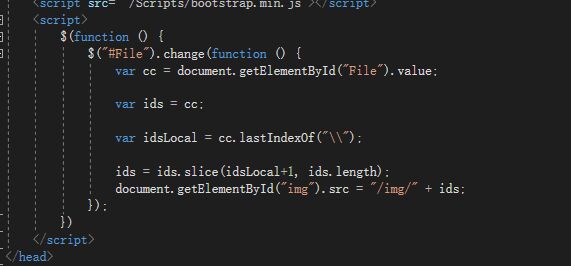 <script src="~/Scripts/bootstrap.min.js"></script>
<script>
$(function () {
$("#File").change(function () {
var cc = document.getElementById("File").value;
var ids = cc;
var idsLocal = cc.lastIndexOf("\\");
ids = ids.slice(idsLocal+1, ids.length);
document.getElementById("img").src = "/img/" + ids;
});
})
</script>
</head>